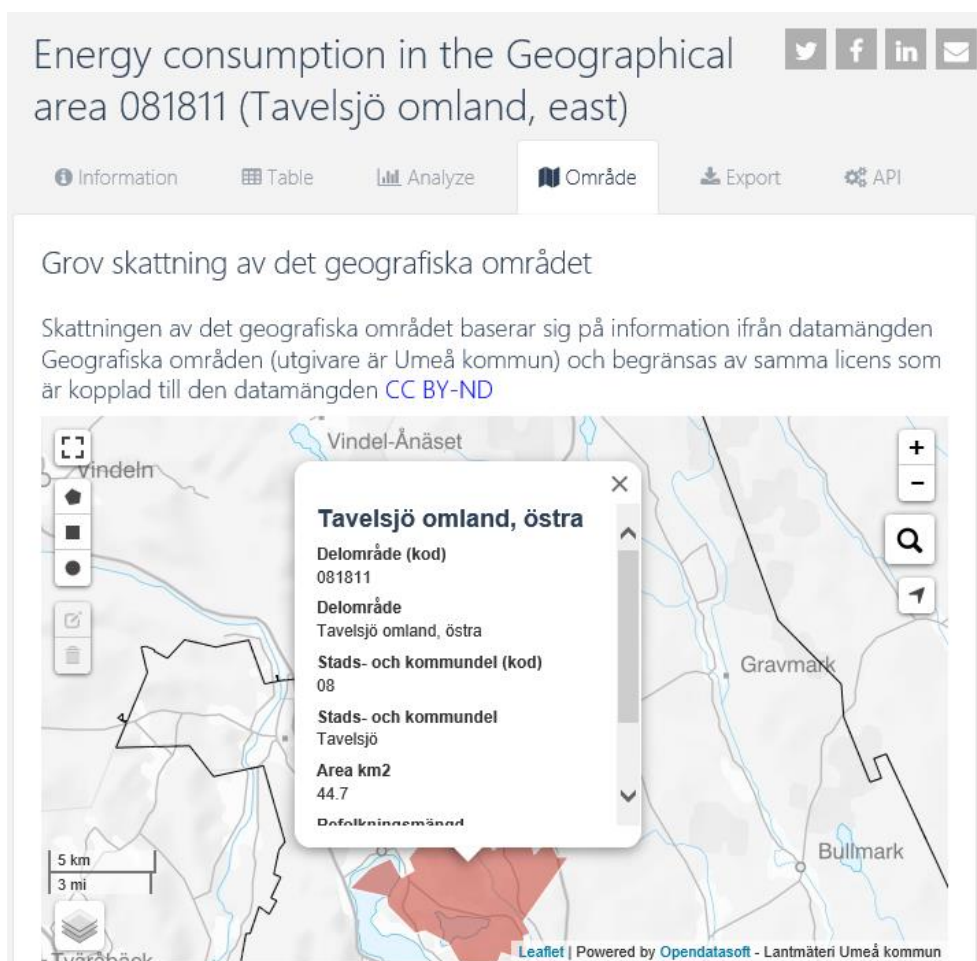 Energy consumption in the Geographical
area 081811 (Tavelsjö omland, east)
Information Table Analyze Område Export API
Grov skattning av det geografiska området
Skattningen av det geografiska området baserar sig på information ifrån datamängden
Geografiska områden (utgivare är Umeå kommun) och begränsas av samma licens som
är kopplad till den datamängden CC BY-ND
Vindel-Ånäset
Vindeln
Tavelsjö omland, östra
Delområde (kod)
081811
Delområde
Tavelsjö omland, östra
Stads- och kommundel (kod)
08
Stads- och kommundel
Tavelsjö
Area km2
44.7
Gravmark
Bullmark
5 km
3 mi
Leaflet | Powered by Opendatasoft - Lantmäteri Umeå kommun